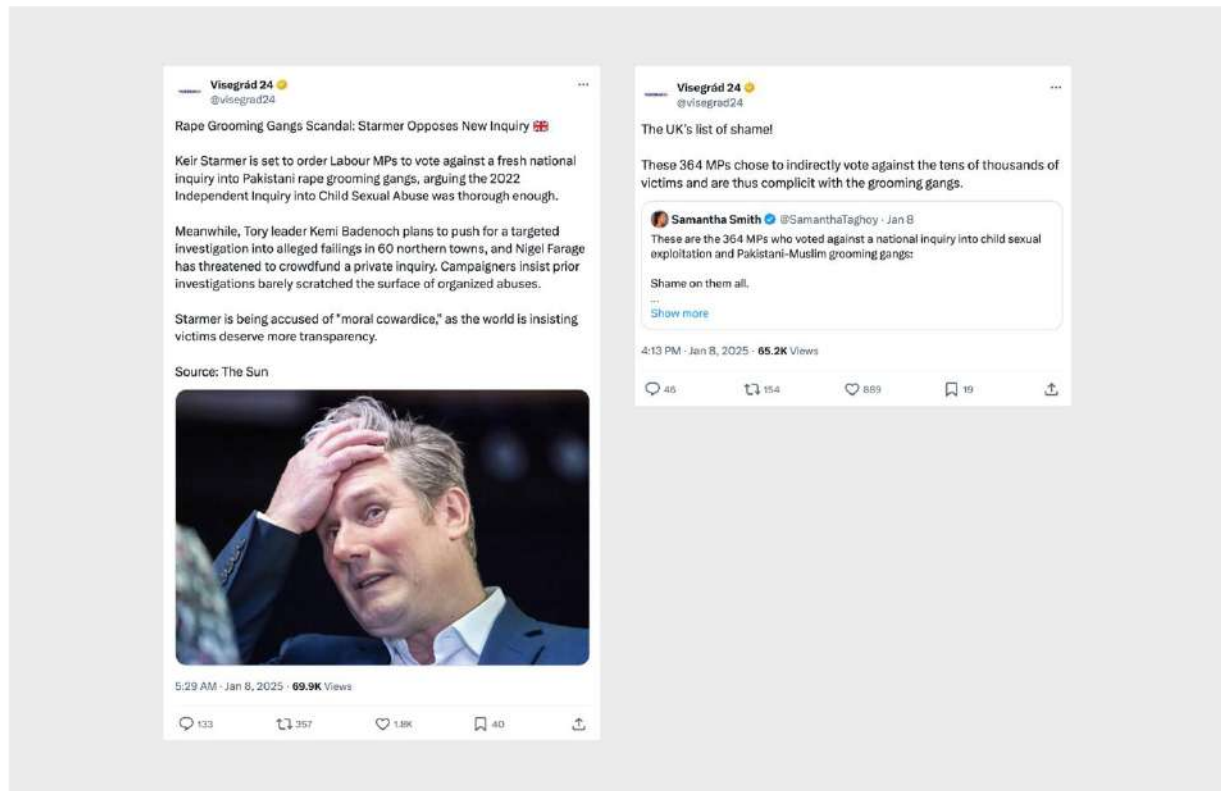 Visegrád 24
@visegrad24
Rape Grooming Gangs Scandal: Starmer Opposes New Inquiry 🇬🇧
Keir Starmer is set to order Labour MPs to vote against a fresh national
inquiry into Pakistani rape grooming gangs, arguing the 2022
Independent Inquiry into Child Sexual Abuse was thorough enough.
Meanwhile, Tory leader Kemi Badenoch plans to push for a targeted
investigation into alleged failings in 60 northern towns, and Nigel Farage
has threatened to crowdfund a private inquiry. Campaigners insist prior
investigations barely scratched the surface of organized abuses.
Starmer is being accused of "moral cowardice," as the world is insisting
victims deserve more transparency.
Source: The Sun
5:29 AM · Jan 8, 2025 · 69.9K Views
133 357 1.8K 40
Visegrád 24
@visegrad24
The UK's list of shame!
These 364 MPs chose to indirectly vote against the tens of thousands of
victims and are thus complicit with the grooming gangs.
Samantha Smith @SamanthaTaghoy · Jan 8
These are the 364 MPs who voted against a national inquiry into child sexual
exploitation and Pakistani-Muslim grooming gangs:
Shame on them all.
...
Show more
4:13 PM · Jan 8, 2025 · 65.2K Views
46 154 889 19